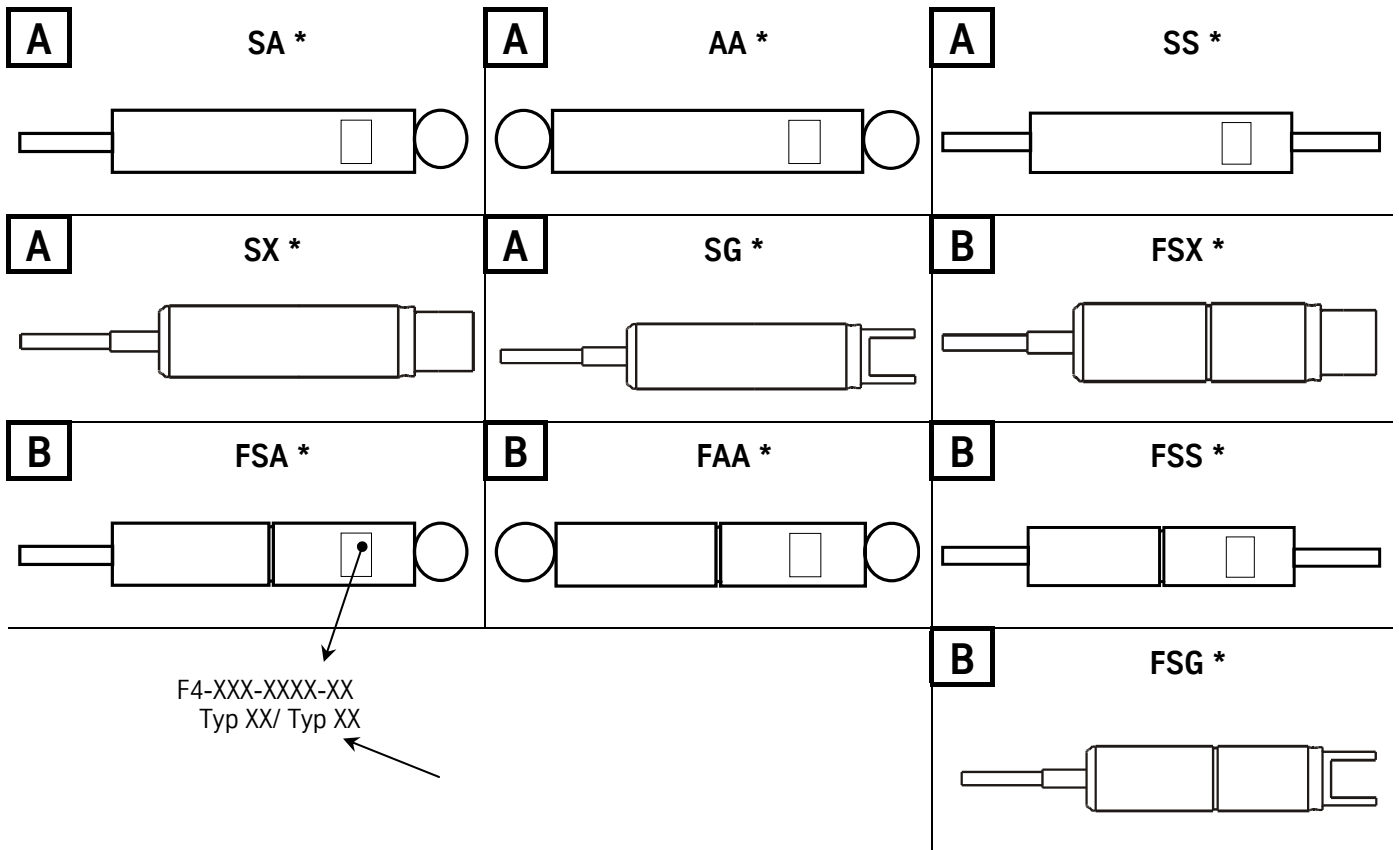 A
SA *
A
AA *
A
SS *
A
SX *
A
SG *
B
FSX *
B
FSA *
B
FAA *
B
FSS *
F4-XXX-XXXX-XX
Typ XX/ Typ XX
B
FSG *